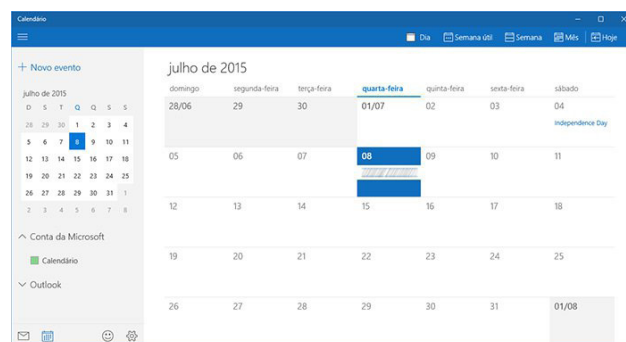 Calendário
Dia Semana útil Semana Mês Hoje
+ Novo evento
julho de 2015
D S T Q Q S S
28 29 30 1 2 3 4
5 6 7 8 9 10 11
12 13 14 15 16 17 18
19 20 21 22 23 24 25
26 27 28 29 30 31 1
2 3 4 5 6 7 8
Conta da Microsoft
Calendário
Outlook
julho de 2015
domingo segunda-feira terça-feira quarta-feira quinta-feira sexta-feira sábado
28/06 29 30 01/07 02 03 04
Independence Day
05 06 07 08 09 10 11
12 13 14 15 16 17 18
19 20 21 22 23 24 25
26 27 28 29 30 31 01/08